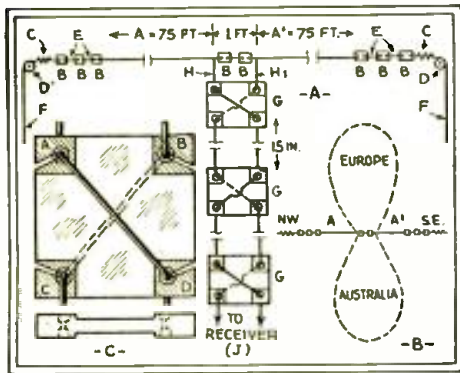 A = 75 FT. 1 FT. A' = 75 FT.
C E E C
B B B B B B B B
D H H1 D
F G -A- F
15 IN.
A B G EUROPE
NW A A' S.E.
C D G AUSTRALIA
TO
RECEIVER
(J)
-C- -B-